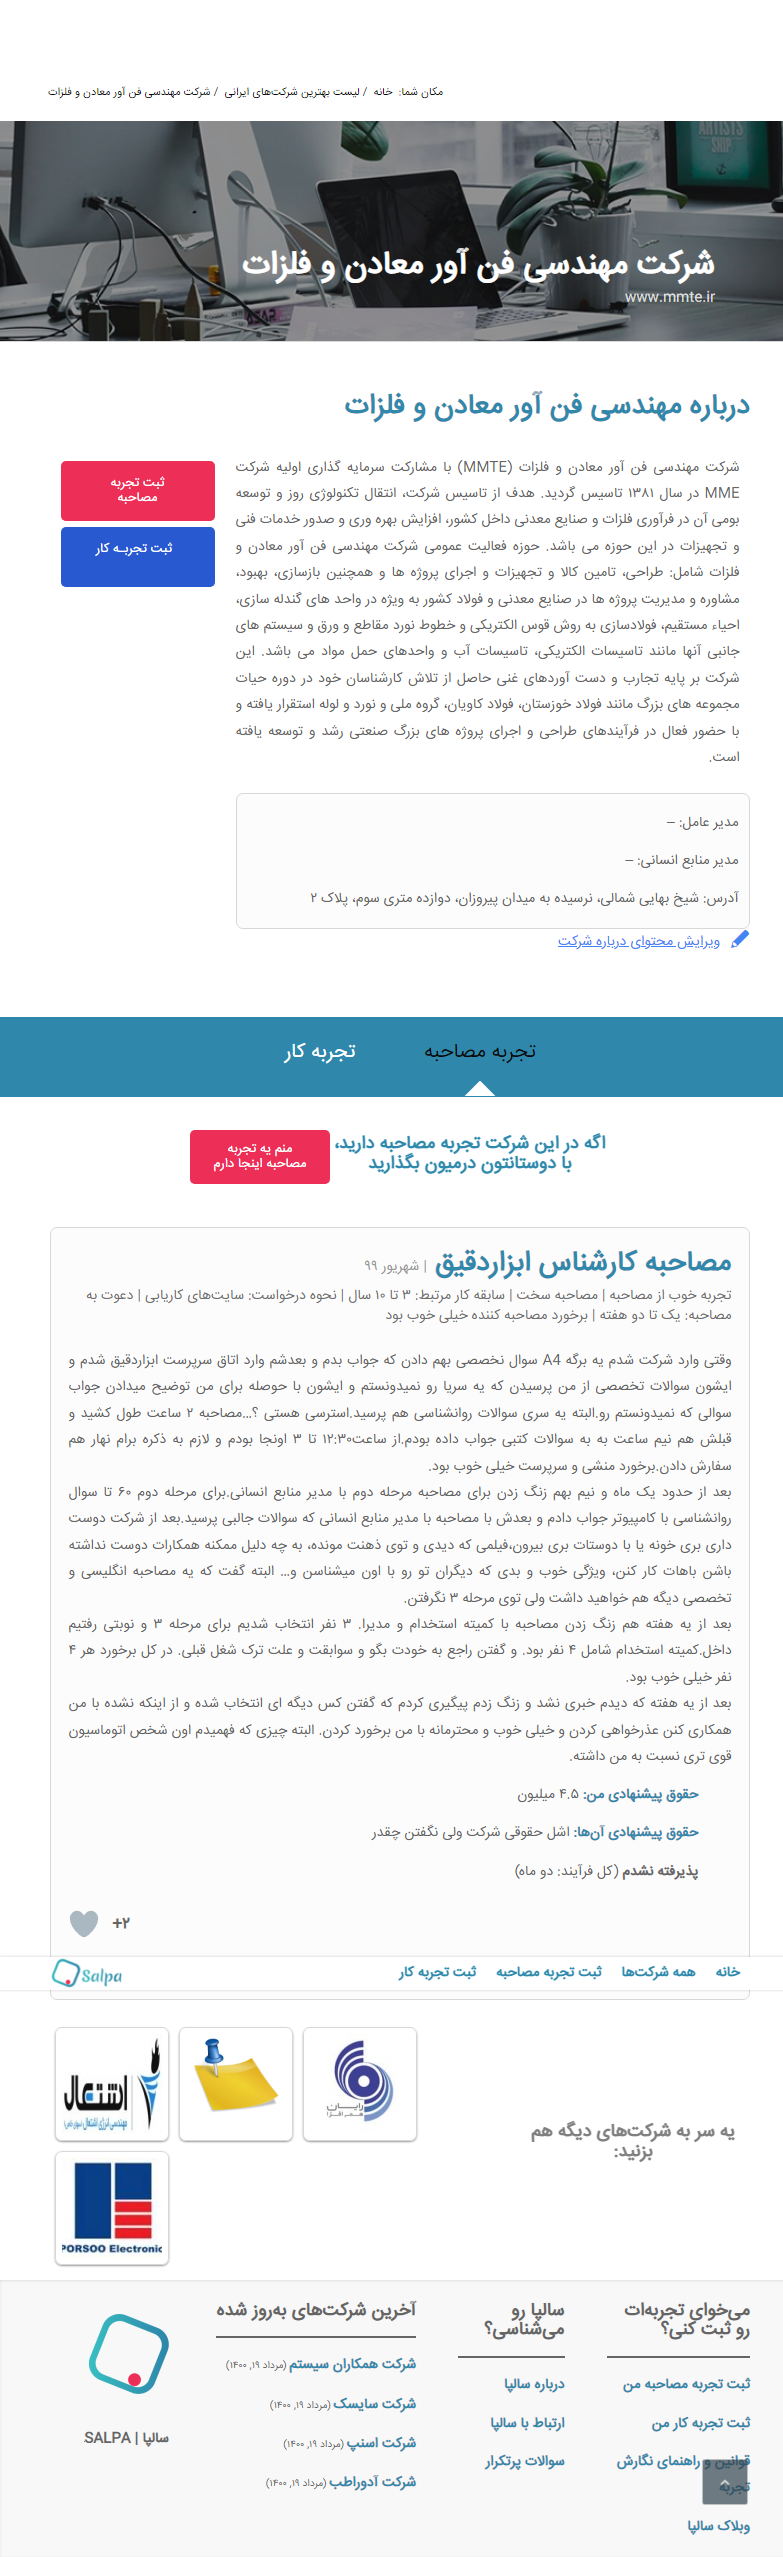 مکان شما: خانه / لیست بهترین شرکت‌های ایرانی / شرکت مهندسی فن آور معادن و فلزات
ARTISTS
SHIP
شرکت مهندسی فن آور معادن و فلزات
www.mmte.ir
درباره مهندسی فن آور معادن و فلزات
شرکت مهندسی فن آور معادن و فلزات (MMTE) با مشارکت سرمایه گذاری اولیه شرکت
MME در سال ۱۳۸۱ تاسیس گردید. هدف از تاسیس شرکت، انتقال تکنولوژی روز و توسعه
بومی آن در فرآوری فلزات و صنایع معدنی داخل کشور، افزایش بهره وری و صدور خدمات فنی
و تجهیزات در این حوزه می باشد. حوزه فعالیت عمومی شرکت مهندسی فن آور معادن و
فلزات شامل: طراحی، تامین کالا و تجهیزات و اجرای پروژه ها و همچنین بازسازی، بهبود،
مشاوره و مدیریت پروژه ها در صنایع معدنی و فولاد کشور به ویژه در واحد های گندله سازی،
احیاء مستقیم، فولادسازی به روش قوس الکتریکی و خطوط نورد مقاطع و ورق و سیستم های
جانبی آنها مانند تاسیسات الکتریکی، تاسیسات آب و واحدهای حمل مواد می باشد. این
شرکت بر پایه تجارب و دست آوردهای غنی حاصل از تلاش کارشناسان خود در دوره حیات
مجموعه های بزرگ مانند فولاد خوزستان، فولاد کاویان، گروه ملی و نورد و لوله استقرار یافته و
با حضور فعال در فرآیندهای طراحی و اجرای پروژه های بزرگ صنعتی رشد و توسعه یافته
است.
ثبت تجربه
مصاحبه
ثبت تجربـه کار
مدیر عامل: –
مدیر منابع انسانی: –
آدرس: شیخ بهایی شمالی، نرسیده به میدان پیروزان، دوازده متری سوم، پلاک ۲
ویرایش محتوای درباره شرکت
تجربه مصاحبه
تجربه کار
اگه در این شرکت تجربه مصاحبه دارید،
با دوستانتون درمیون بگذارید
منم یه تجربه
مصاحبه اینجا دارم
مصاحبه کارشناس ابزاردقیق | شهریور ۹۹
تجربه خوب از مصاحبه | مصاحبه سخت | سابقه کار مرتبط: ۳ تا ۱۰ سال | نحوه درخواست: سایت‌های کاریابی | دعوت به
مصاحبه: یک تا دو هفته | برخورد مصاحبه کننده خیلی خوب بود
وقتی وارد شرکت شدم یه برگه A4 سوال تخصصی بهم دادن که جواب بدم و بعدشم وارد اتاق سرپرست ابزاردقیق شدم و
ایشون سوالات تخصصی از من پرسیدن که یه سریا رو نمیدونستم و ایشون با حوصله برای من توضیح میدادن جواب
سوالی که نمیدونستم رو.البته یه سری سوالات روانشناسی هم پرسید.استرسی هستی ؟...مصاحبه ۲ ساعت طول کشید و
قبلش هم نیم ساعت به به سوالات کتبی جواب داده بودم.از ساعت۱۲:۳۰ تا ۳ اونجا بودم و لازم به ذکره برام نهار هم
سفارش دادن.برخورد منشی و سرپرست خیلی خوب بود.
بعد از حدود یک ماه و نیم بهم زنگ زدن برای مصاحبه مرحله دوم با مدیر منابع انسانی.برای مرحله دوم ۶۰ تا سوال
روانشناسی با کامپیوتر جواب دادم و بعدش با مصاحبه با مدیر منابع انسانی که سوالات جالبی پرسید.بعد از شرکت دوست
داری بری خونه یا با دوستات بری بیرون،فیلمی که دیدی و توی ذهنت مونده، به چه دلیل ممکنه همکارات دوست نداشته
باشن باهات کار کنن، ویژگی خوب و بدی که دیگران تو رو با اون میشناسن و... البته گفت که یه مصاحبه انگلیسی و
تخصصی دیگه هم خواهید داشت ولی توی مرحله ۳ نگرفتن.
بعد از یه هفته هم زنگ زدن مصاحبه با کمیته استخدام و مدیرا. ۳ نفر انتخاب شدیم برای مرحله ۳ و نوبتی رفتیم
داخل.کمیته استخدام شامل ۴ نفر بود. و گفتن راجع به خودت بگو و سوابقت و علت ترک شغل قبلی. در کل برخورد هر ۴
نفر خیلی خوب بود.
بعد از یه هفته که دیدم خبری نشد و زنگ زدم پیگیری کردم که گفتن کس دیگه ای انتخاب شده و از اینکه نشده با من
همکاری کنن عذرخواهی کردن و خیلی خوب و محترمانه با من برخورد کردن. البته چیزی که فهمیدم اون شخص اتوماسیون
قوی تری نسبت به من داشته.
حقوق پیشنهادی من: ۴.۵ میلیون
حقوق پیشنهادی آن‌ها: اشل حقوقی شرکت ولی نگفتن چقدر
پذیرفته نشدم (کل فرآیند: دو ماه)
+۲
خانه همه شرکت‌ها ثبت تجربه مصاحبه ثبت تجربه کار
Salpa
یه سر به شرکت‌های دیگه هم
بزنید:
رایـــان
همـــر افـزا
اشتعال
PORSOO Electronic
می‌خوای تجربه‌ات
رو ثبت کنی؟
ثبت تجربه مصاحبه من
ثبت تجربه کار من
قوانین و راهنمای نگارش
تجربه
وبلاگ سالپا
سالپا رو
می‌شناسی؟
درباره سالپا
ارتباط با سالپا
سوالات پرتکرار
آخرین شرکت‌های به‌روز شده
شرکت همکاران سیستم (مرداد ۱۹, ۱۴۰۰)
شرکت سایسک (مرداد ۱۹, ۱۴۰۰)
شرکت اسنپ (مرداد ۱۹, ۱۴۰۰)
شرکت آدوراطب (مرداد ۱۹, ۱۴۰۰)
سالپا | SALPA